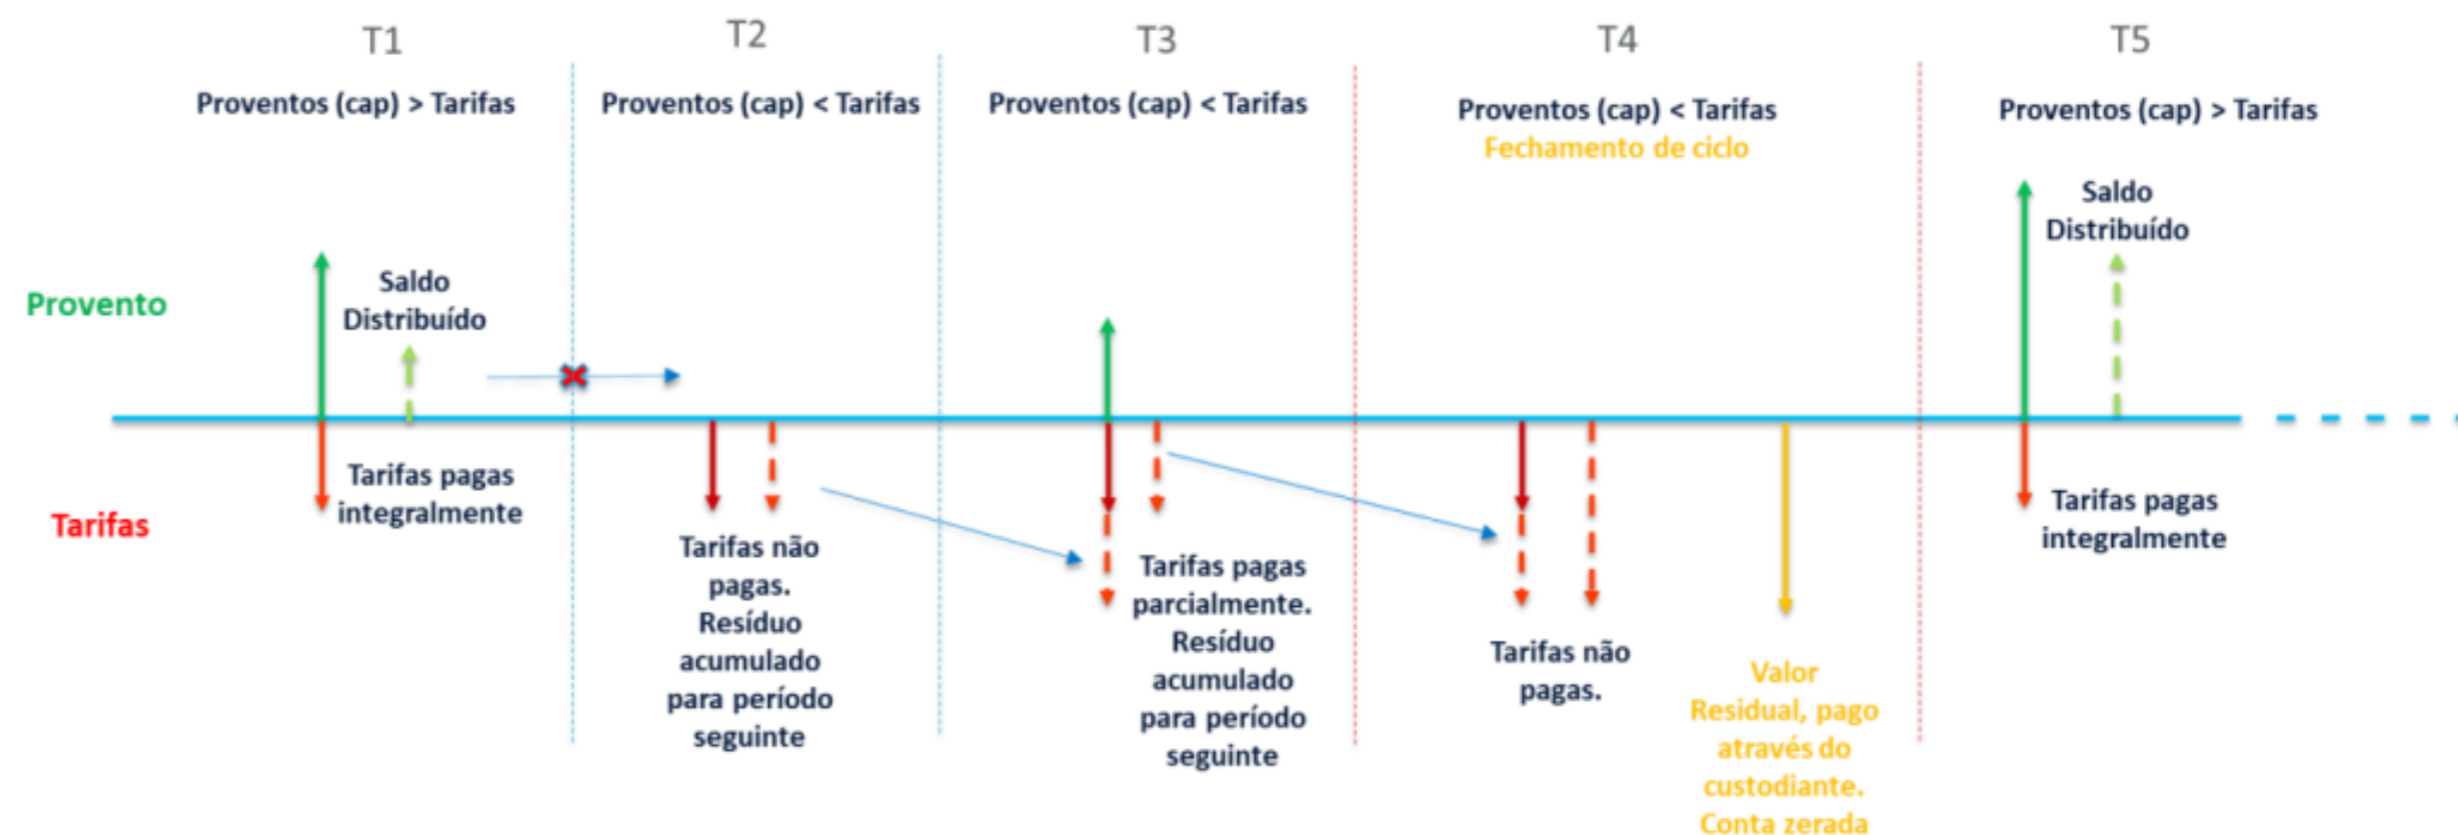 T1
Proventos (cap) > Tarifas
T2
Proventos (cap) < Tarifas
T3
Proventos (cap) < Tarifas
T4
Proventos (cap) < Tarifas
Fechamento de ciclo
T5
Proventos (cap) > Tarifas
Provento
Tarifas
Saldo
Distribuído
Tarifas pagas
integralmente
Tarifas não
pagas.
Resíduo
acumulado
para período
seguinte
Tarifas pagas
parcialmente.
Resíduo
acumulado
para período
seguinte
Tarifas não
pagas.
Valor
Residual, pago
através do
custodiante.
Conta zerada
Saldo
Distribuído
Tarifas pagas
integralmente